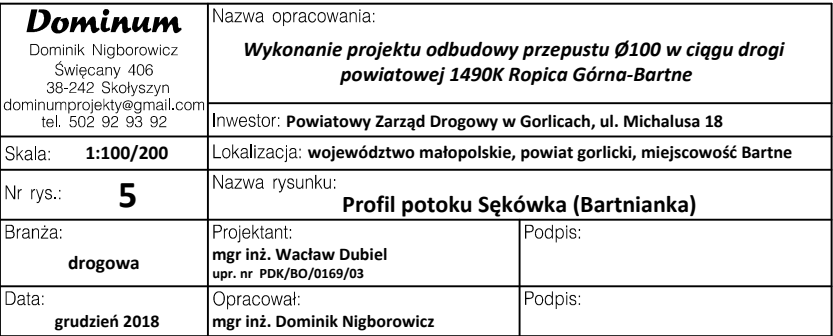 Dominum
Dominik Nigborowicz
Święcany 406
38-242 Skołyszyn
dominumprojekty@gmail.com
tel. 502 92 93 92
Nazwa opracowania:
Wykonanie projektu odbudowy przepustu Ø100 w ciągu drogi
powiatowej 1490K Ropica Górna-Bartne
Inwestor: Powiatowy Zarząd Drogowy w Gorlicach, ul. Michalusa 18
Skala: 1:100/200
Lokalizacja: województwo małopolskie, powiat gorlicki, miejscowość Bartne
Nr rys.: 5
Nazwa rysunku:
Profil potoku Sękówka (Bartnianka)
Branża:
drogowa
Projektant:
mgr inż. Wacław Dubiel
upr. nr PDK/BO/0169/03
Podpis:
Data:
grudzień 2018
Opracował:
mgr inż. Dominik Nigborowicz
Podpis: